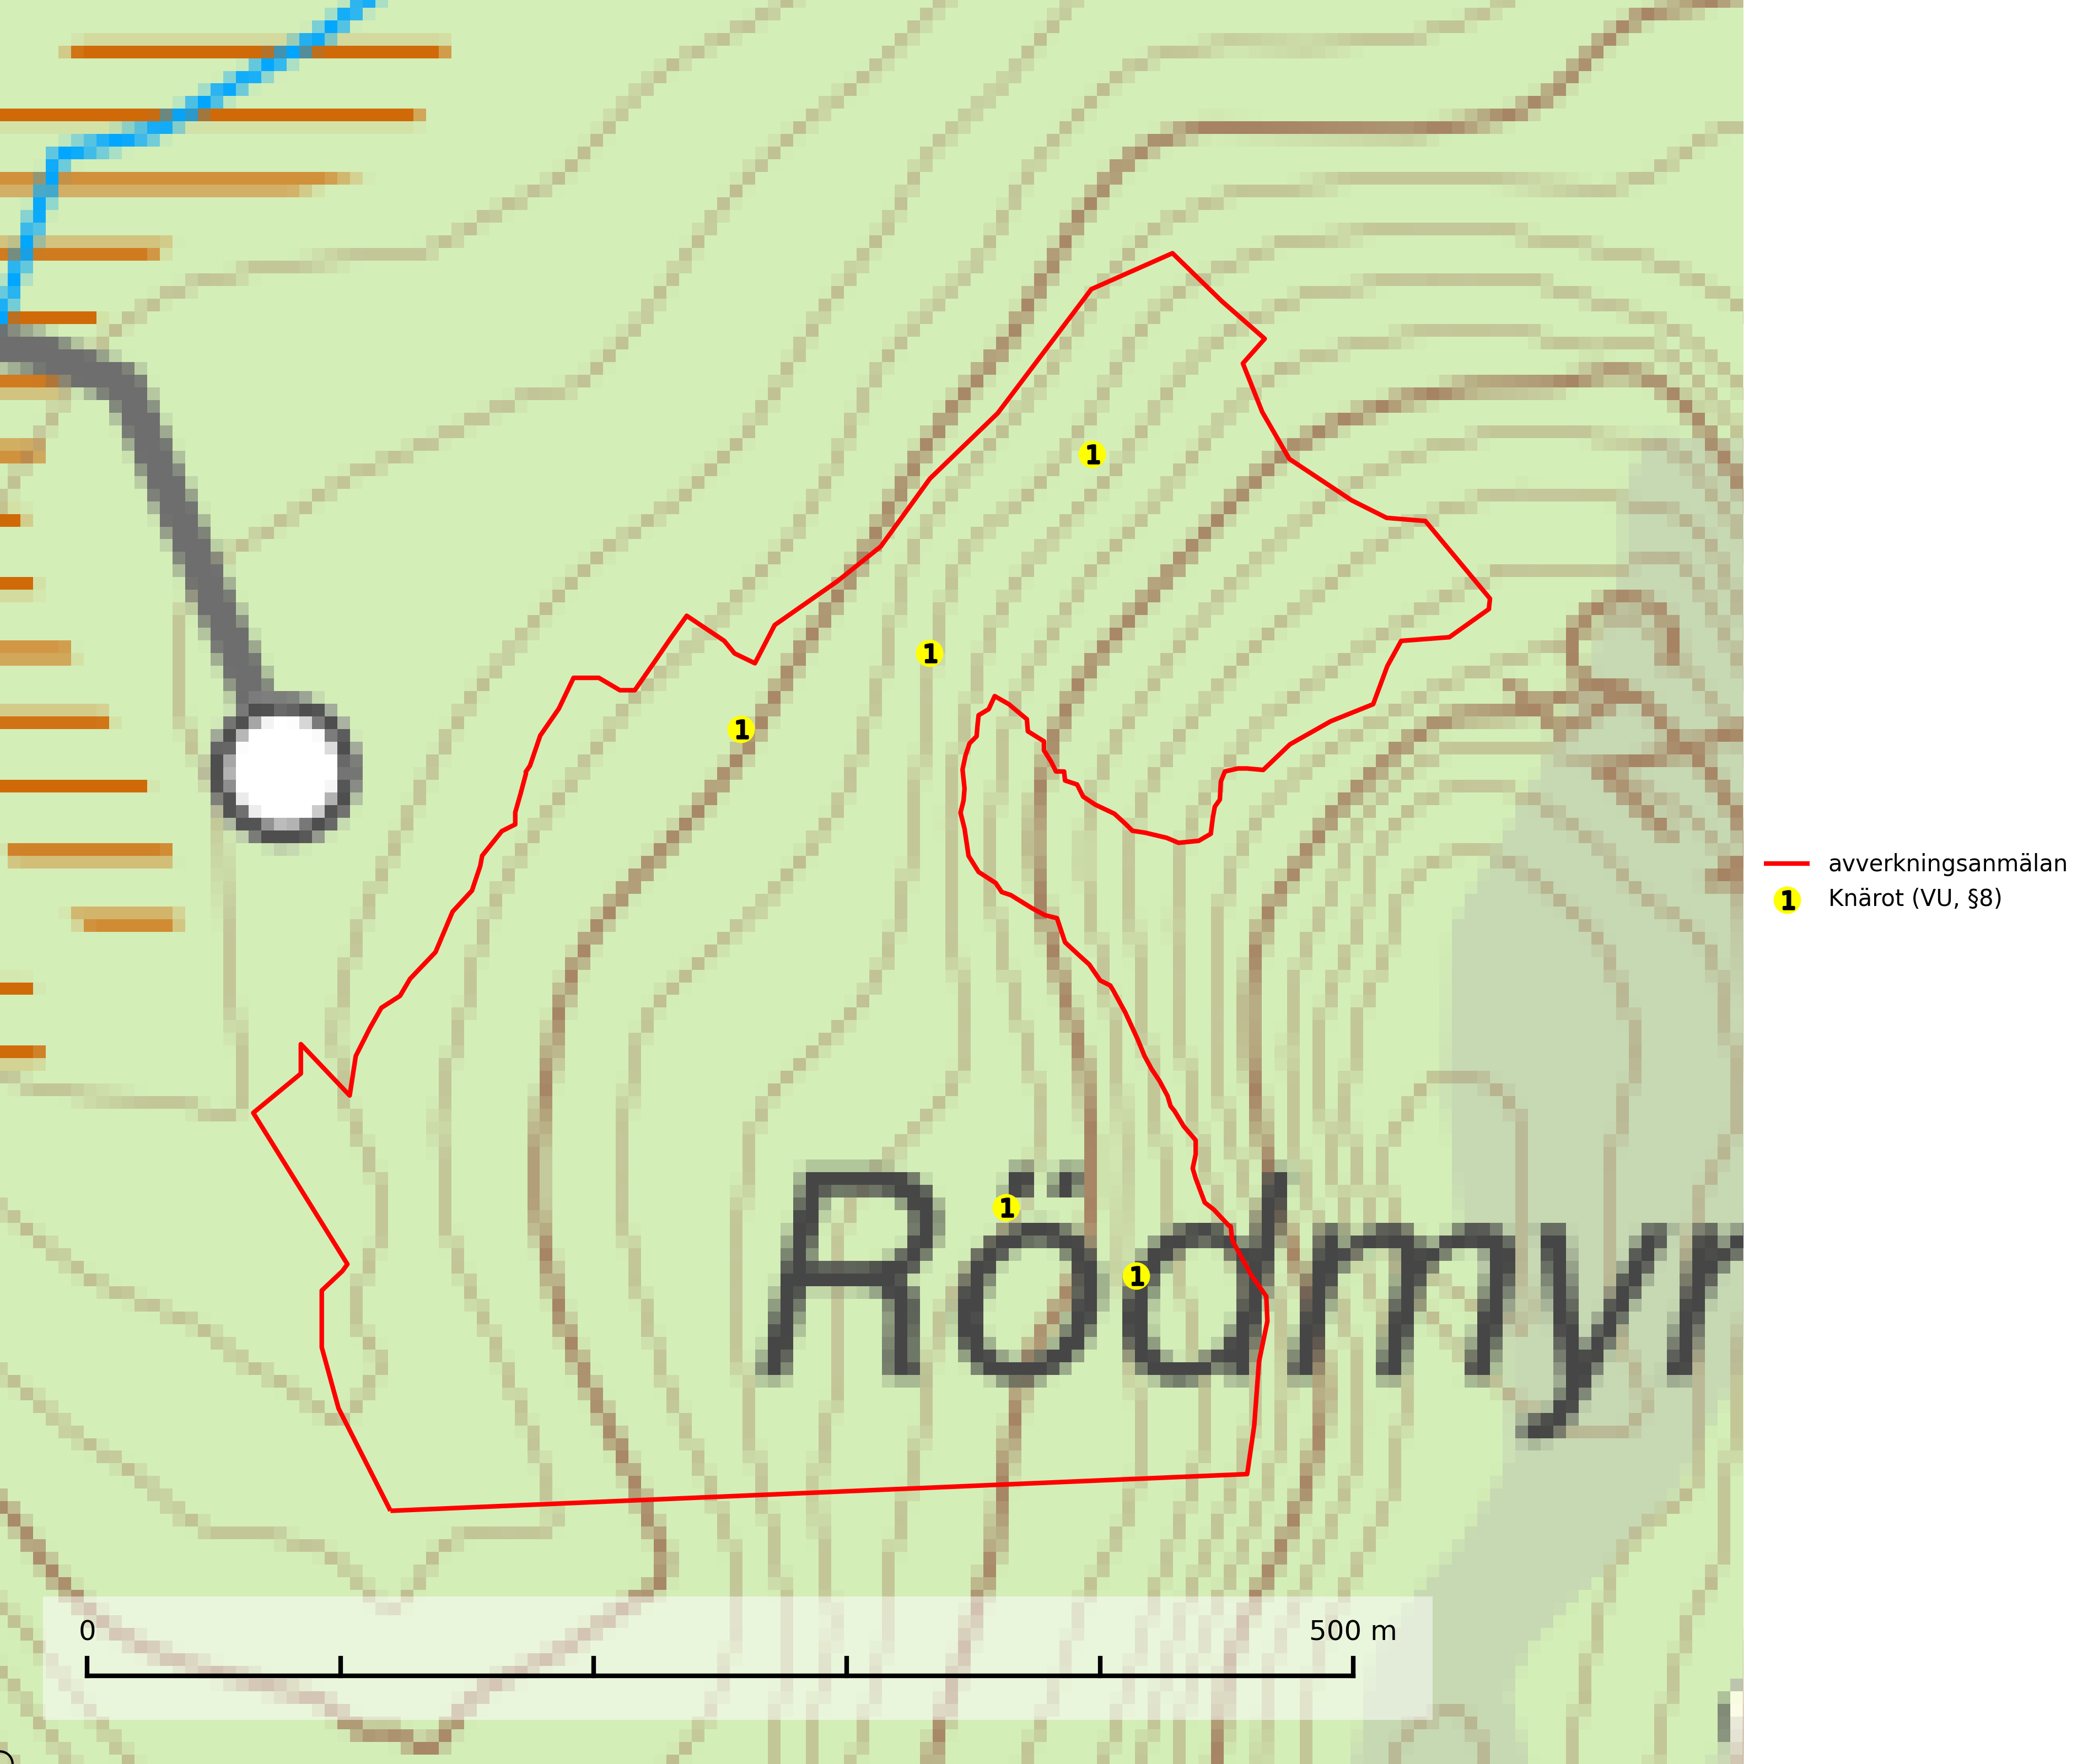 1
1
1
1
1
Rödmyr
0 500 m
avverkningsanmälan
1 Knärot (VU, §8)